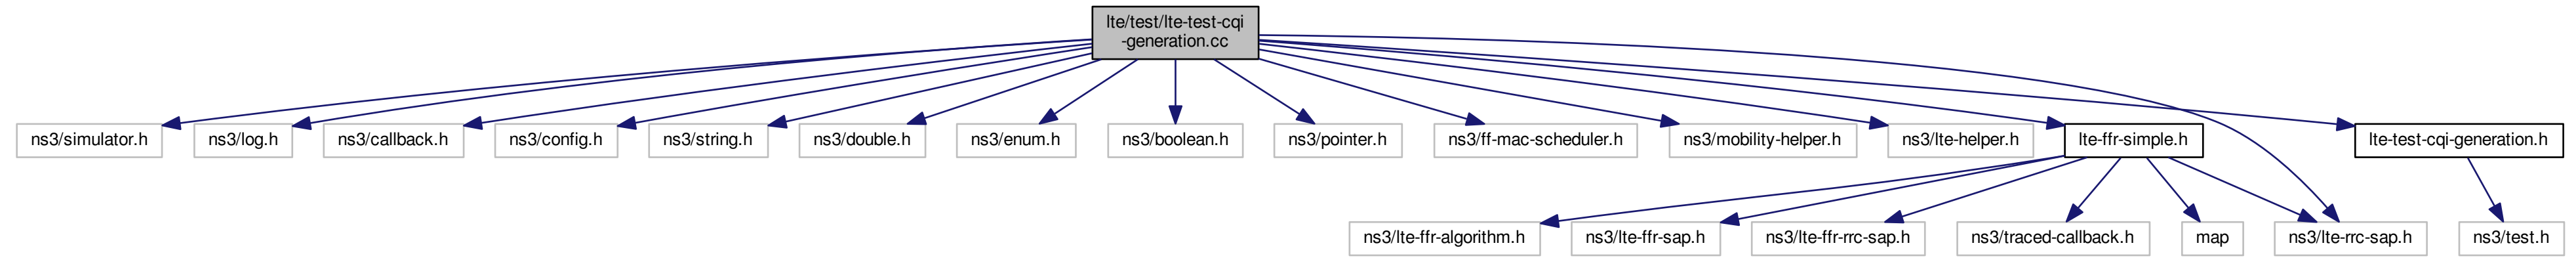 lte/test/lte-test-cqi
-generation.cc
ns3/simulator.h
ns3/log.h
ns3/callback.h
ns3/config.h
ns3/string.h
ns3/double.h
ns3/enum.h
ns3/boolean.h
ns3/pointer.h
ns3/ff-mac-scheduler.h
ns3/mobility-helper.h
ns3/lte-helper.h
lte-ffr-simple.h
lte-test-cqi-generation.h
ns3/lte-ffr-algorithm.h
ns3/lte-ffr-sap.h
ns3/lte-ffr-rrc-sap.h
ns3/traced-callback.h
map
ns3/lte-rrc-sap.h
ns3/test.h